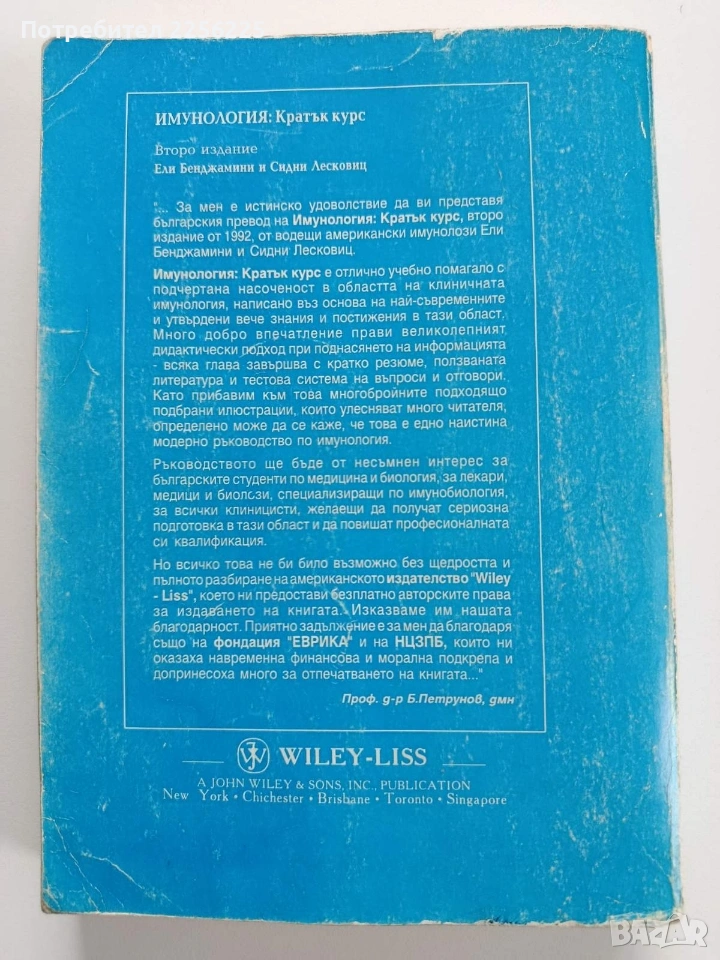 Потребител
ИМУНОЛОГИЯ: Кратък курс
Второ издание
Ели Бенджамини и Сидни Лесковиц
"... За мен е истинско удоволствие да ви представя
българския превод на Имунология: Кратък курс, второ
издание от 1992, от водещи американски имунолози Ели
Бенджамини и Сидни Лесковиц.
Имунология: Кратък курс е отлично учебно помагало с
подчертана насоченост в областта на клиничната
имунология, написано въз основа на най-съвременните
и утвърдени вече знания и постижения в тази област.
Много добро впечатление прави великолепният
дидактически подход при поднасянето на информацията
- всяка глава завършва с кратко резюме, ползваната
литература и тестова система на въпроси и отговори.
Като прибавим към това многобройните подходящо
подбрани илюстрации, които улесняват много читателя,
определено може да се каже, че това е едно наистина
модерно ръководство по имунология.
Ръководството ще бъде от несъмнен интерес за
българските студенти по медицина и биология, за лекари,
медици и биолози, специализиращи по имунобиология,
за всички клиницисти, желаещи да получат сериозна
подготовка в тази област и да повишат професионалната
си квалификация.
Но всичко това не би било възможно без щедростта и
пълното разбиране на американското издателство "Wiley
- Liss", което ни предостави безплатно авторските права
за издаването на книгата. Изказваме им нашата
благодарност. Приятно задължение е за мен да благодаря
също на фондация "ЕВРИКА" и на НЦЗПБ, които ни
оказаха навременна финансова и морална подкрепа и
допринесоха много за отпечатването на книгата..."
Проф. д-р Б.Петрунов, дмн
WILEY-LISS
A JOHN WILEY & SONS, INC., PUBLICATION
New York • Chichester • Brisbane • Toronto • Singapore
BAZAR